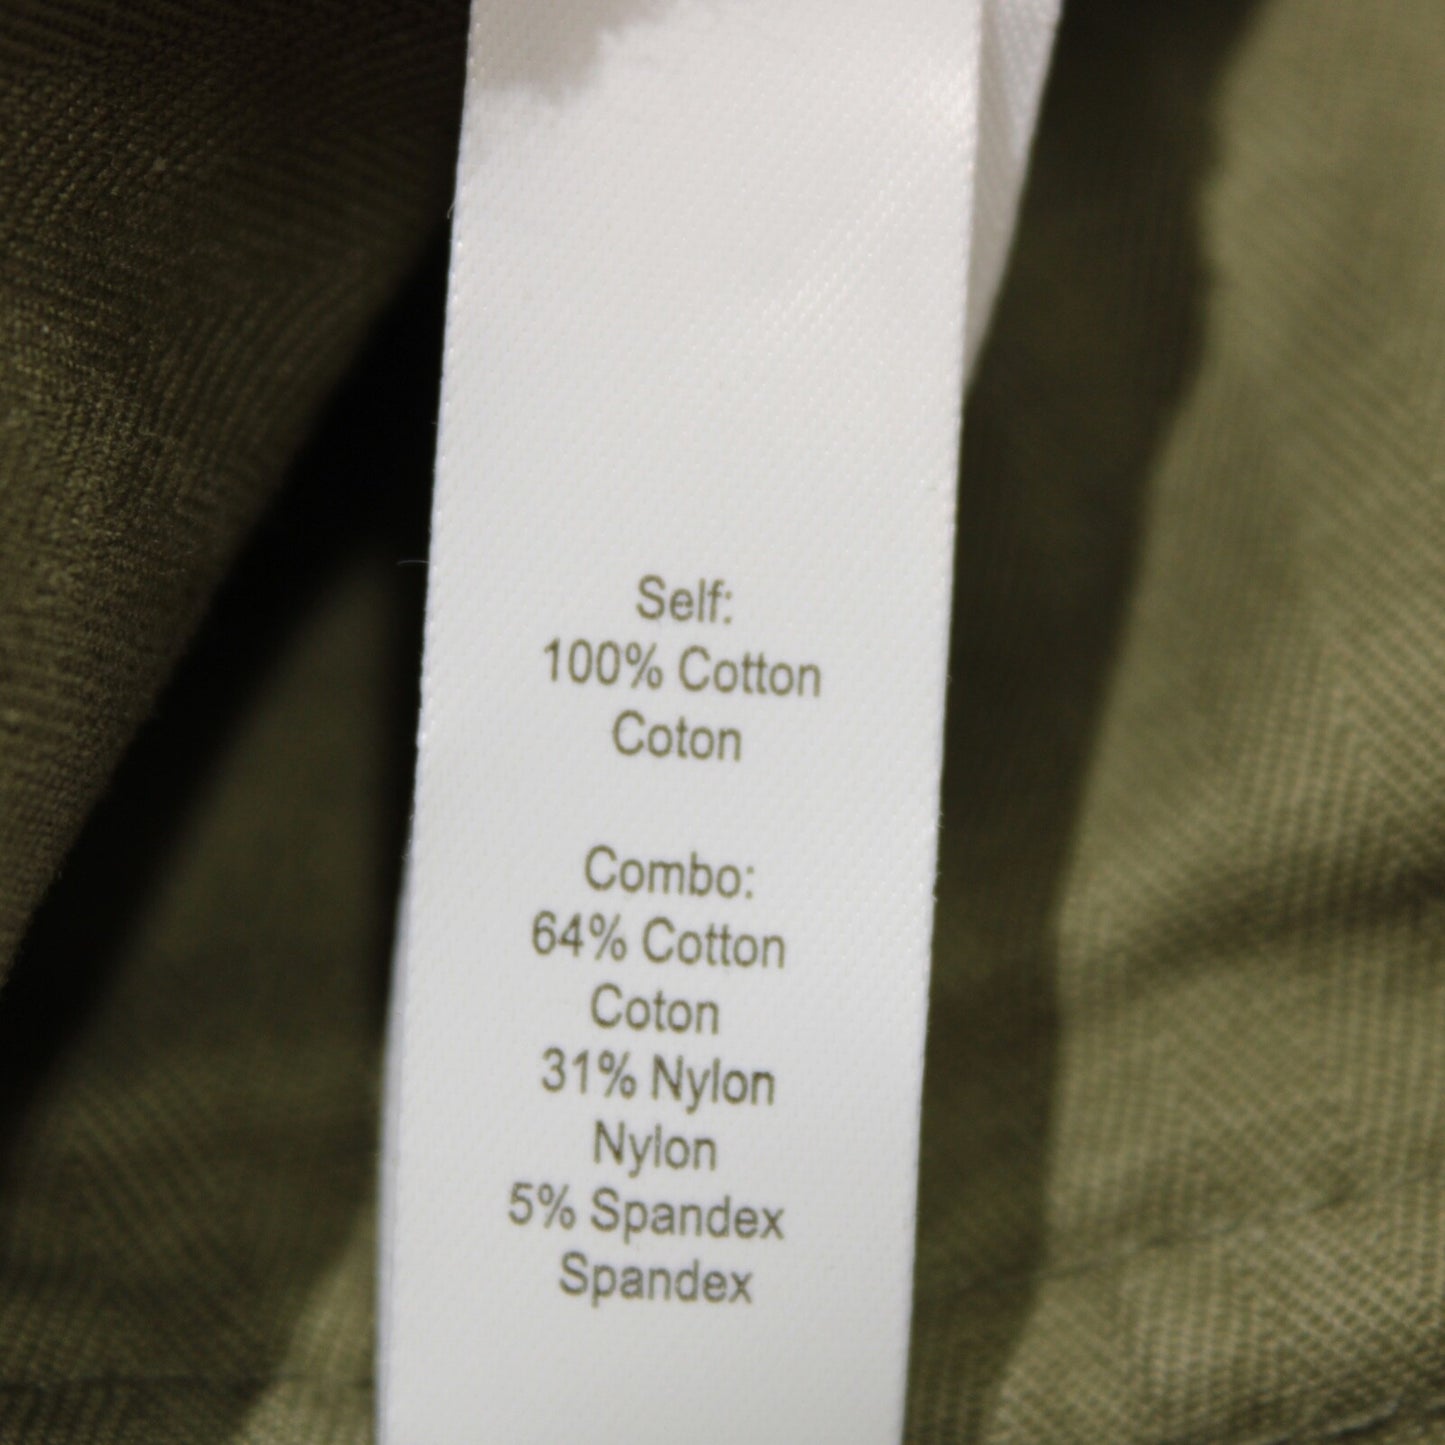 Self:
100% Cotton
Coton
Combo:
64% Cotton
Coton
31% Nylon
Nylon
5% Spandex
Spandex